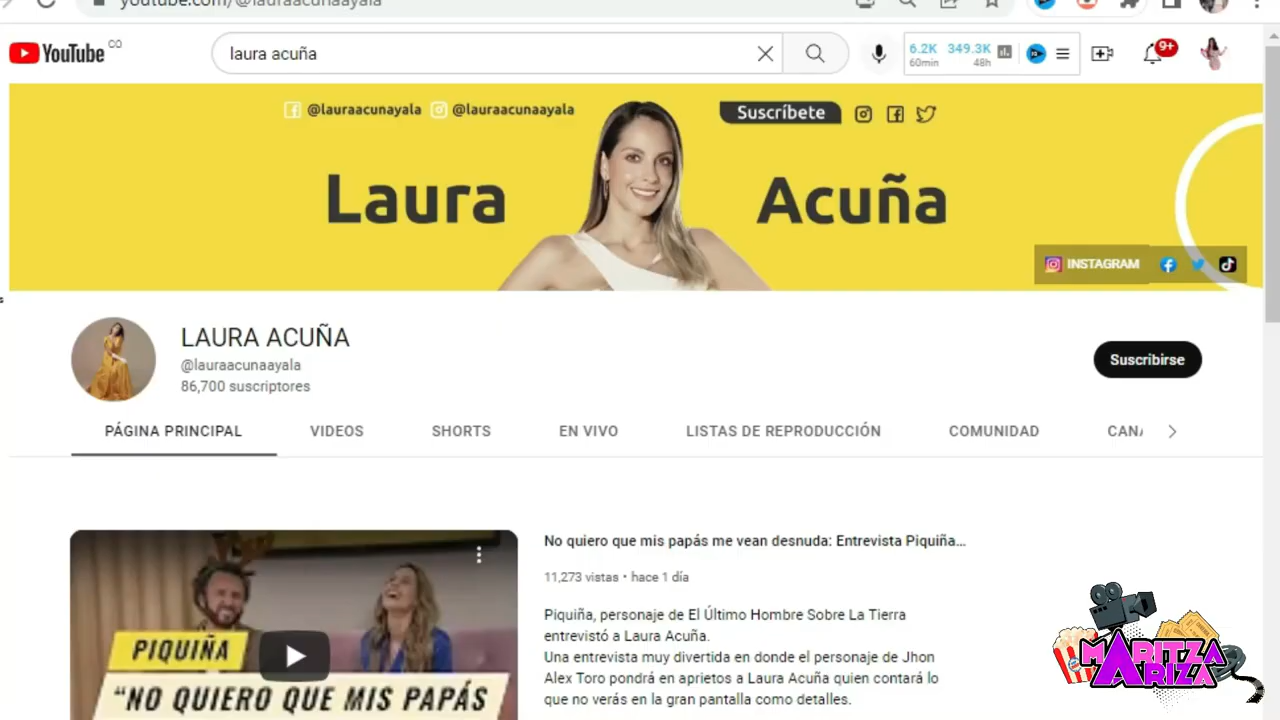 youtube.com/@lauraacunaayala
YouTube CO
laura acuña
6.2K 349.3K
60min 48h
9+
@lauraacunayala @lauraacunaayala
Suscríbete
Laura Acuña
INSTAGRAM
LAURA ACUÑA
@lauraacunaayala
86,700 suscriptores
Suscribirse
PÁGINA PRINCIPAL VIDEOS SHORTS EN VIVO LISTAS DE REPRODUCCIÓN COMUNIDAD CANA
No quiero que mis papás me vean desnuda: Entrevista Piquiña...
11,273 vistas • hace 1 día
Piquiña, personaje de El Último Hombre Sobre La Tierra
entrevistó a Laura Acuña.
Una entrevista muy divertida en donde el personaje de Jhon
Alex Toro pondrá en aprietos a Laura Acuña quien contará lo
que no verás en la gran pantalla como detalles.
PIQUIÑA
“NO QUIERO QUE MIS PAPÁS
MARITZA
ARIZA